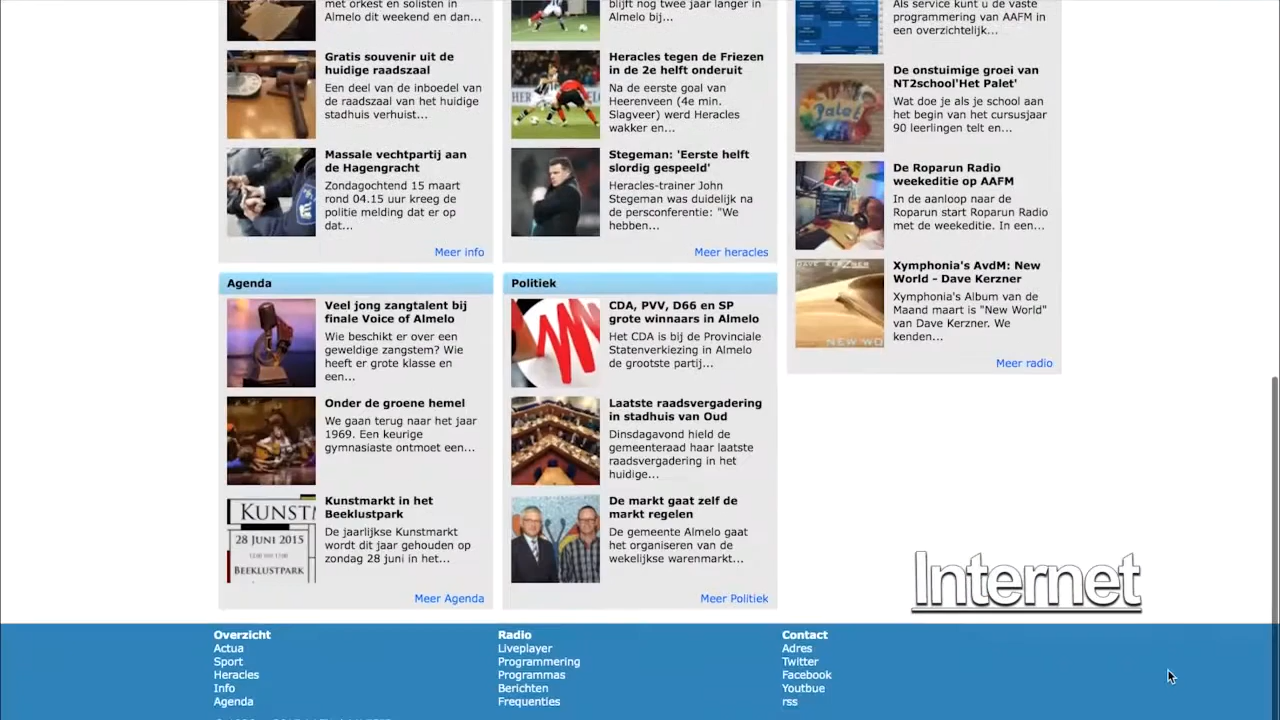 met orkest en solisten in
Almelo dit weekend en dan...
Gratis souvenir uit de
huidige raadszaal
Een deel van de inboedel van
de raadszaal van het huidige
stadhuis verhuist...
Massale vechtpartij aan
de Hagengracht
Zondagochtend 15 maart
rond 04.15 uur kreeg de
politie melding dat er op
dat...
Meer info
blijft nog twee jaar langer in
Almelo bij...
Heracles tegen de Friezen
in de 2e helft onderuit
Na de eerste goal van
Heerenveen (4e min.
Slagveer) werd Heracles
wakker en...
Stegeman: 'Eerste helft
slordig gespeeld'
Heracles-trainer John
Stegeman was duidelijk na
de persconferentie: "We
hebben...
Meer heracles
Als service kunt u de vaste
programmering van AAFM in
een overzichtelijk...
De onstuimige groei van
NT2school'Het Palet'
Wat doe je als je school aan
het begin van het cursusjaar
90 leerlingen telt en...
Palet
De Roparun Radio
weekeditie op AAFM
In de aanloop naar de
Roparun start Roparun Radio
met de weekeditie. In een...
Xymphonia's AvdM: New
World - Dave Kerzner
Xymphonia's Album van de
Maand maart is "New World"
van Dave Kerzner. We
kenden...
DAVE KERZNER
NEW WO
Meer radio
Agenda
Veel jong zangtalent bij
finale Voice of Almelo
Wie beschikt er over een
geweldige zangstem? Wie
heeft er grote klasse en
een...
Onder de groene hemel
We gaan terug naar het jaar
1969. Een keurige
gymnasiaste ontmoet een...
Kunstmarkt in het
Beeklustpark
De jaarlijkse Kunstmarkt
wordt dit jaar gehouden op
zondag 28 juni in het...
KUNST
28 JUNI 2015
BEEKLUSTPARK
Meer Agenda
Politiek
CDA, PVV, D66 en SP
grote winnaars in Almelo
Het CDA is bij de Provinciale
Statenverkiezing in Almelo
de grootste partij...
Laatste raadsvergadering
in stadhuis van Oud
Dinsdagavond hield de
gemeenteraad haar laatste
raadsvergadering in het
huidige...
De markt gaat zelf de
markt regelen
De gemeente Almelo gaat
het organiseren van de
wekelijkse warenmarkt...
Meer Politiek
Internet
Overzicht
Actua
Sport
Heracles
Info
Agenda
Radio
Liveplayer
Programmering
Programmas
Berichten
Frequenties
Contact
Adres
Twitter
Facebook
Youtbue
rss